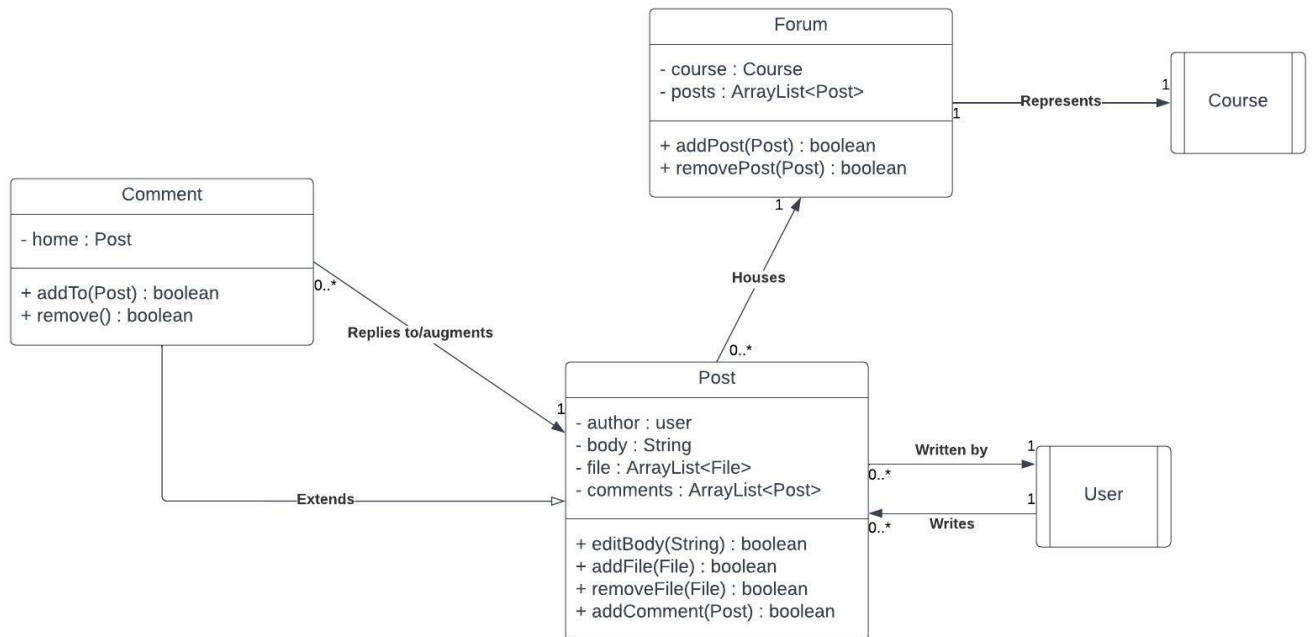 Forum
- course : Course
- posts : ArrayList<Post>
+ addPost(Post) : boolean
+ removePost(Post) : boolean
1
Represents
1
Course
Comment
- home : Post
+ addTo(Post) : boolean
+ remove() : boolean
0..*
Replies to/augments
1
1
Houses
0..*
Extends
Post
- author : user
- body : String
- file : ArrayList<File>
- comments : ArrayList<Post>
+ editBody(String) : boolean
+ addFile(File) : boolean
+ removeFile(File) : boolean
+ addComment(Post) : boolean
0..*
Written by
1
0..*
Writes
1
User